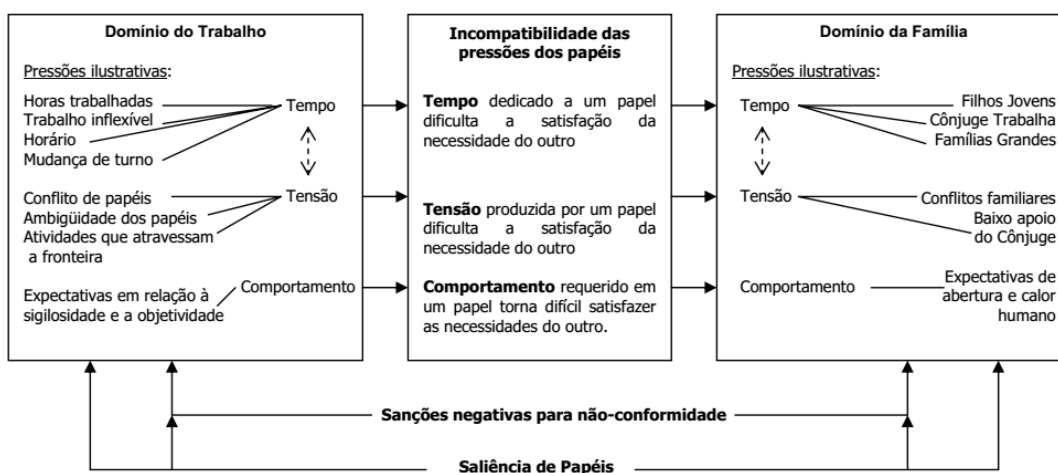 Domínio do Trabalho
Pressões ilustrativas:
Horas trabalhadas
Trabalho inflexível
Horário
Mudança de turno
Tempo
Conflito de papéis
Ambigüidade dos papéis
Atividades que atravessam
a fronteira
Tensão
Expectativas em relação à
sigilosidade e a objetividade
Comportamento
Incompatibilidade das
pressões dos papéis
Tempo dedicado a um papel
dificulta a satisfação da
necessidade do outro
Tensão produzida por um papel
dificulta a satisfação da
necessidade do outro
Comportamento requerido em
um papel torna difícil satisfazer
as necessidades do outro.
Domínio da Família
Pressões ilustrativas:
Tempo
Filhos Jovens
Cônjuge Trabalha
Famílias Grandes
Tensão
Conflitos familiares
Baixo apoio
do Cônjuge
Comportamento
Expectativas de
abertura e calor
humano
Sanções negativas para não-conformidade
Saliência de Papéis